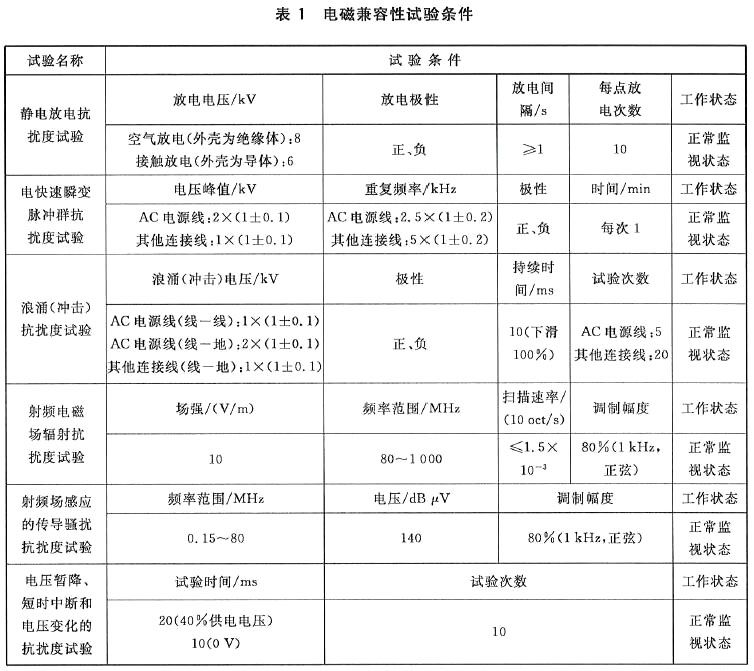 表 1 电磁兼容性试验条件
试验名称
试 验 条 件
静电放电抗
扰度试验
放电电压/kV
放电极性
放电间
隔/s
每点放
电次数
工作状态
空气放电(外壳为绝缘体):8
接触放电(外壳为导体):6
正、负
≥1
10
正常监
视状态
电快速瞬变
脉冲群抗
扰度试验
电压峰值/kV
重复频率/kHz
极性
时间/min
工作状态
AC 电源线:2×(1±0.1)
其他连接线:1×(1±0.1)
AC 电源线:2.5×(1±0.2)
其他连接线:5×(1±0.2)
正、负
每次 1
正常监
视状态
浪涌(冲击)
抗扰度试验
浪涌(冲击)电压/kV
极性
持续时
间/ms
试验次数
工作状态
AC 电源线(线一线):1×(1±0.1)
AC 电源线(线一地):2×(1±0.1)
其他连接线(线一地):1×(1±0.1)
正、负
10(下滑
100%)
AC 电源线:5
其他连接线:20
正常监
视状态
射频电磁
场辐射抗
扰度试验
场强/(V/m)
频率范围/MHz
扫描速率/
(10 oct/s)
调制幅度
工作状态
10
80～1 000
≤1.5×
10⁻³
80%(1 kHz,
正弦)
正常监
视状态
射频场感应
的传导骚扰
抗扰度试验
频率范围/MHz
电压/dB μV
调制幅度
工作状态
0.15～80
140
80%(1 kHz,正弦)
正常监
视状态
电压暂降、
短时中断和
电压变化的
抗扰度试验
试验时间/ms
试验次数
工作状态
20(40%供电电压)
10(0 V)
10
正常监
视状态